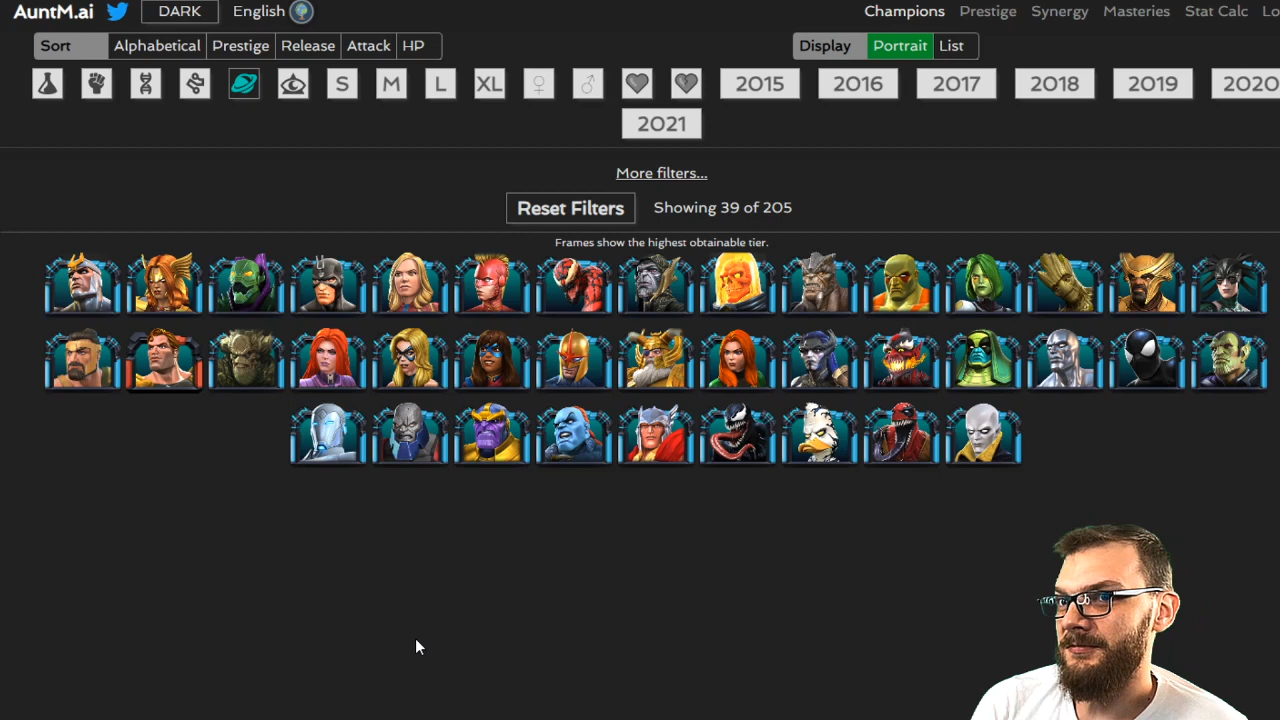 AuntM.ai DARK English Champions Prestige Synergy Masteries Stat Calc Lo
Sort Alphabetical Prestige Release Attack HP Display Portrait List
S M L XL 2015 2016 2017 2018 2019 2020
2021
More filters...
Reset Filters Showing 39 of 205
Frames show the highest obtainable tier.